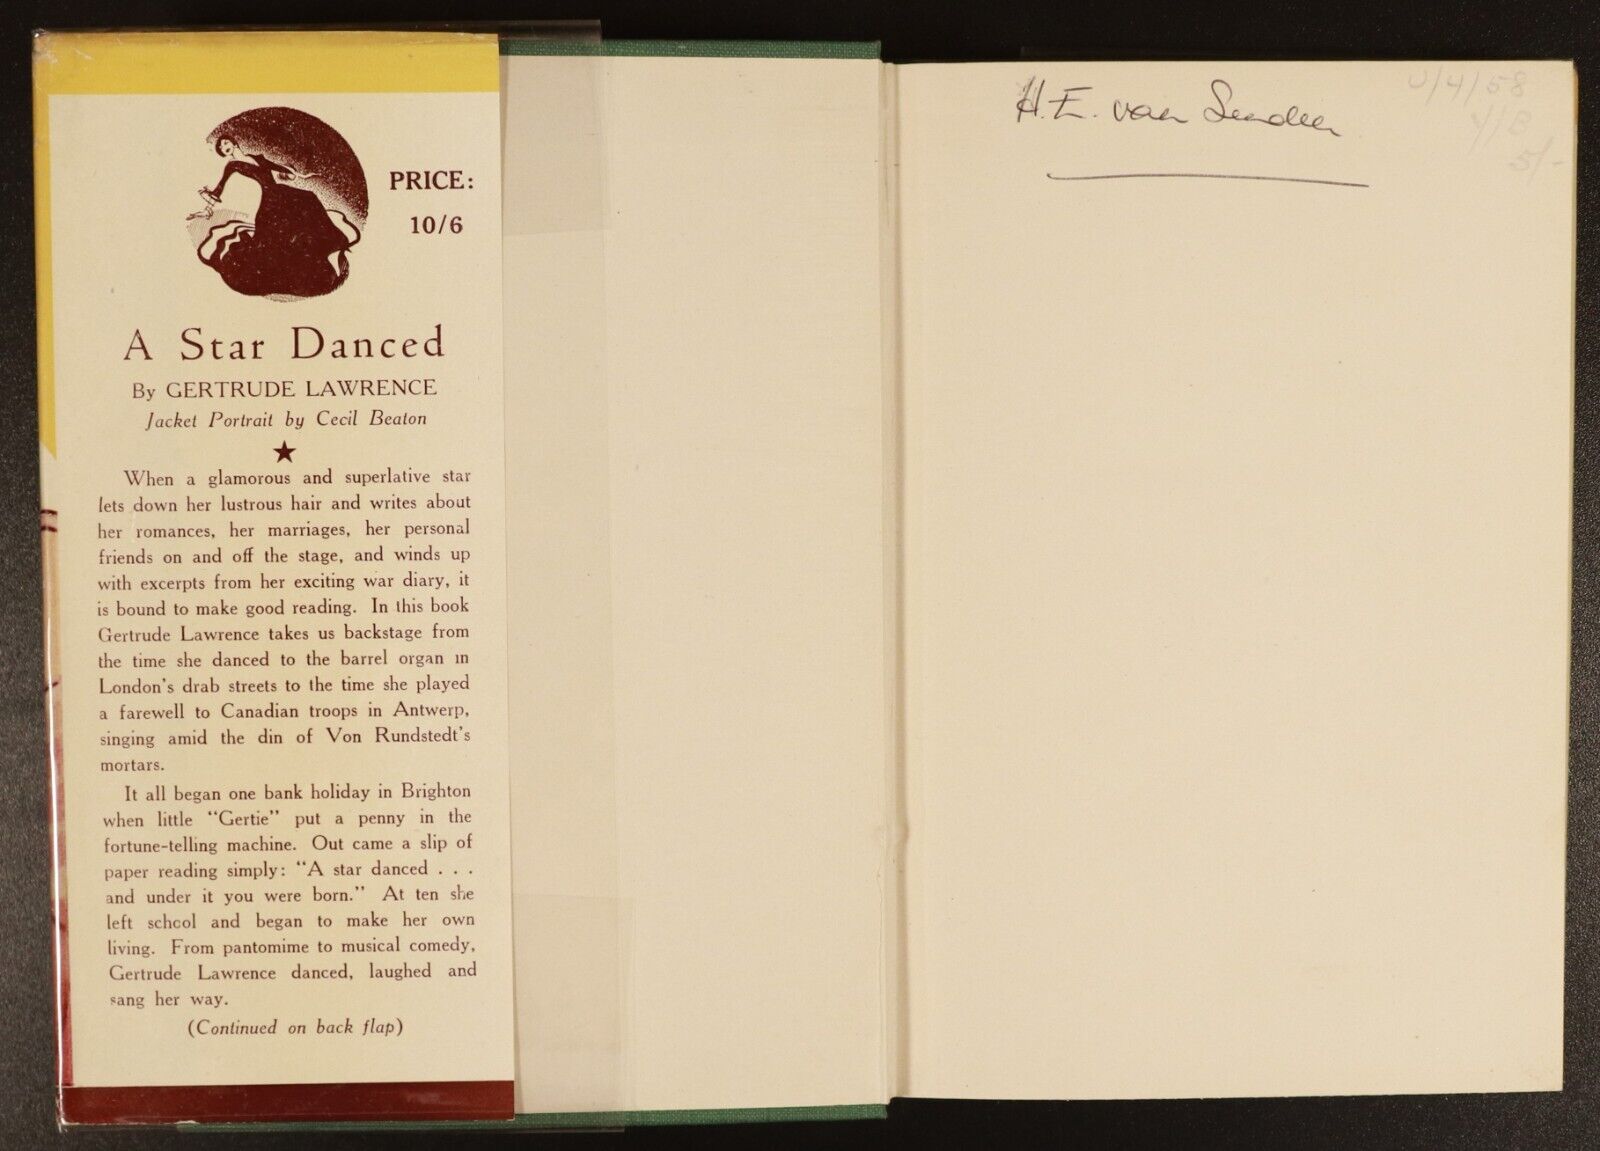 PRICE:
10/6
A Star Danced
By GERTRUDE LAWRENCE
Jacket Portrait by Cecil Beaton
When a glamorous and superlative star
lets down her lustrous hair and writes about
her romances, her marriages, her personal
friends on and off the stage, and winds up
with excerpts from her exciting war diary, it
is bound to make good reading. In this book
Gertrude Lawrence takes us backstage from
the time she danced to the barrel organ in
London's drab streets to the time she played
a farewell to Canadian troops in Antwerp,
singing amid the din of Von Rundstedt's
mortars.
It all began one bank holiday in Brighton
when little "Gertie" put a penny in the
fortune-telling machine. Out came a slip of
paper reading simply: "A star danced . . .
and under it you were born." At ten she
left school and began to make her own
living. From pantomime to musical comedy,
Gertrude Lawrence danced, laughed and
sang her way.
(Continued on back flap)
H. E. van
5/-